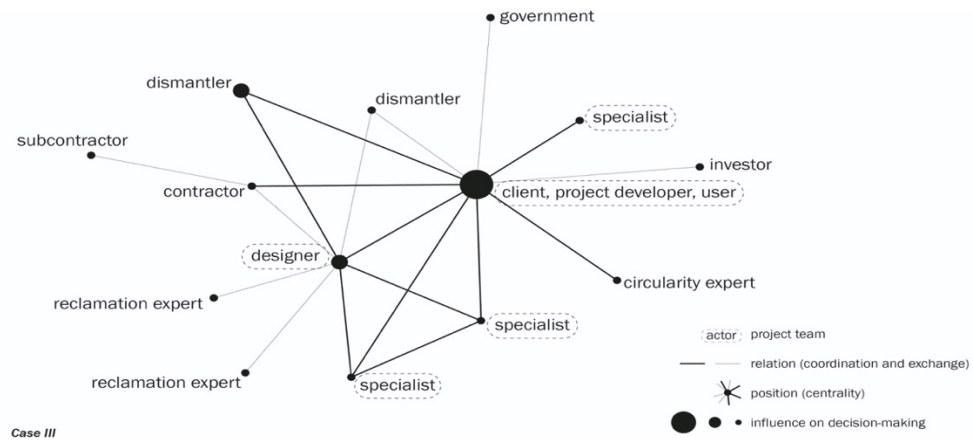 government
dismantler
dismantler
specialist
subcontractor
investor
contractor
client, project developer, user
designer
circularity expert
reclamation expert
specialist
actor project team
relation (coordination and exchange)
reclamation expert
specialist
position (centrality)
influence on decision-making
Case III